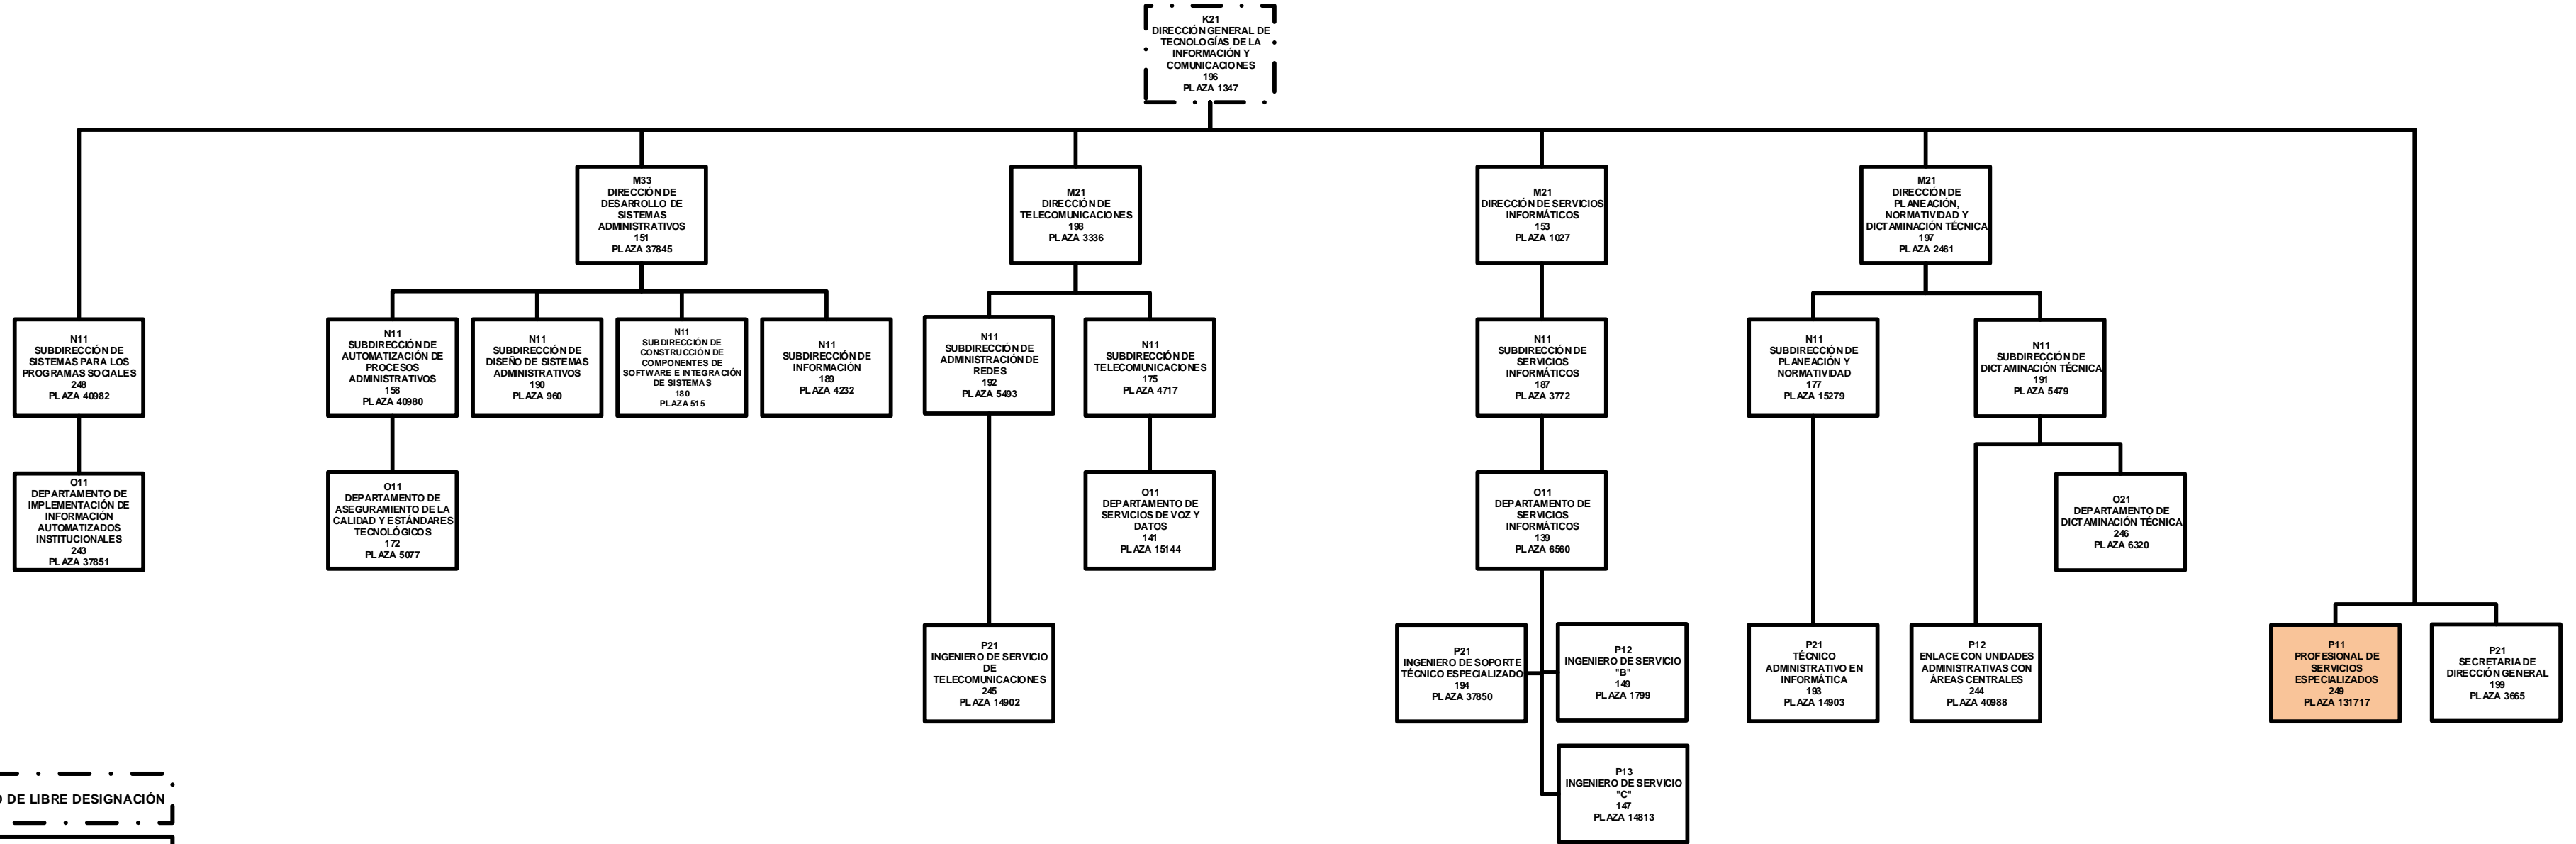 K21
DIRECCIÓN GENERAL DE
TECNOLOGÍAS DE LA
INFORMACIÓN Y
COMUNICACIONES
196
PLAZA 1347
M33
DIRECCIÓN DE
DESARROLLO DE
SISTEMAS
ADMINISTRATIVOS
151
PLAZA 37845
M21
DIRECCIÓN DE
TELECOMUNICACIONES
198
PLAZA 3336
M21
DIRECCIÓN DE SERVICIOS
INFORMÁTICOS
153
PLAZA 1027
M21
DIRECCIÓN DE
PLANEACIÓN,
NORMATIVIDAD Y
DICTAMINACIÓN TÉCNICA
197
PLAZA 2461
N11
SUBDIRECCIÓN DE
SISTEMAS PARA LOS
PROGRAMAS SOCIALES
248
PLAZA 40982
N11
SUBDIRECCIÓN DE
AUTOMATIZACIÓN DE
PROCESOS
ADMINISTRATIVOS
158
PLAZA 40980
N11
SUBDIRECCIÓN DE
DISEÑO DE SISTEMAS
ADMINISTRATIVOS
190
PLAZA 960
N11
SUBDIRECCIÓN DE
CONSTRUCCIÓN DE
COMPONENTES DE
SOFTWARE E INTEGRACIÓN
DE SISTEMAS
180
PLAZA 515
N11
SUBDIRECCIÓN DE
INFORMACIÓN
189
PLAZA 4232
N11
SUBDIRECCIÓN DE
ADMINISTRACIÓN DE
REDES
192
PLAZA 5493
N11
SUBDIRECCIÓN DE
TELECOMUNICACIONES
175
PLAZA 4717
N11
SUBDIRECCIÓN DE
SERVICIOS
INFORMÁTICOS
187
PLAZA 3772
N11
SUBDIRECCIÓN DE
PLANEACIÓN Y
NORMATIVIDAD
177
PLAZA 15279
N11
SUBDIRECCIÓN DE
DICTAMINACIÓN TÉCNICA
191
PLAZA 5479
O11
DEPARTAMENTO DE
IMPLEMENTACIÓN DE
INFORMACIÓN
AUTOMATIZADOS
INSTITUCIONALES
243
PLAZA 37851
O11
DEPARTAMENTO DE
ASEGURAMIENTO DE LA
CALIDAD Y ESTÁNDARES
TECNOLÓGICOS
172
PLAZA 5077
O11
DEPARTAMENTO DE
SERVICIOS DE VOZ Y
DATOS
141
PLAZA 15144
O11
DEPARTAMENTO DE
SERVICIOS
INFORMÁTICOS
139
PLAZA 6560
O21
DEPARTAMENTO DE
DICTAMINACIÓN TÉCNICA
246
PLAZA 6320
P21
INGENIERO DE SERVICIO
DE
TELECOMUNICACIONES
245
PLAZA 14902
P21
INGENIERO DE SOPORTE
TÉCNICO ESPECIALIZADO
194
PLAZA 37850
P12
INGENIERO DE SERVICIO
"B"
149
PLAZA 1799
P21
TÉCNICO
ADMINISTRATIVO EN
INFORMÁTICA
193
PLAZA 14903
P12
ENLACE CON UNIDADES
ADMINISTRATIVAS CON
ÁREAS CENTRALES
244
PLAZA 40988
P11
PROFESIONAL DE
SERVICIOS
ESPECIALIZADOS
249
PLAZA 131717
P21
SECRETARIA DE
DIRECCIÓN GENERAL
199
PLAZA 3665
P13
INGENIERO DE SERVICIO
"C"
147
PLAZA 14813
DE LIBRE DESIGNACIÓN